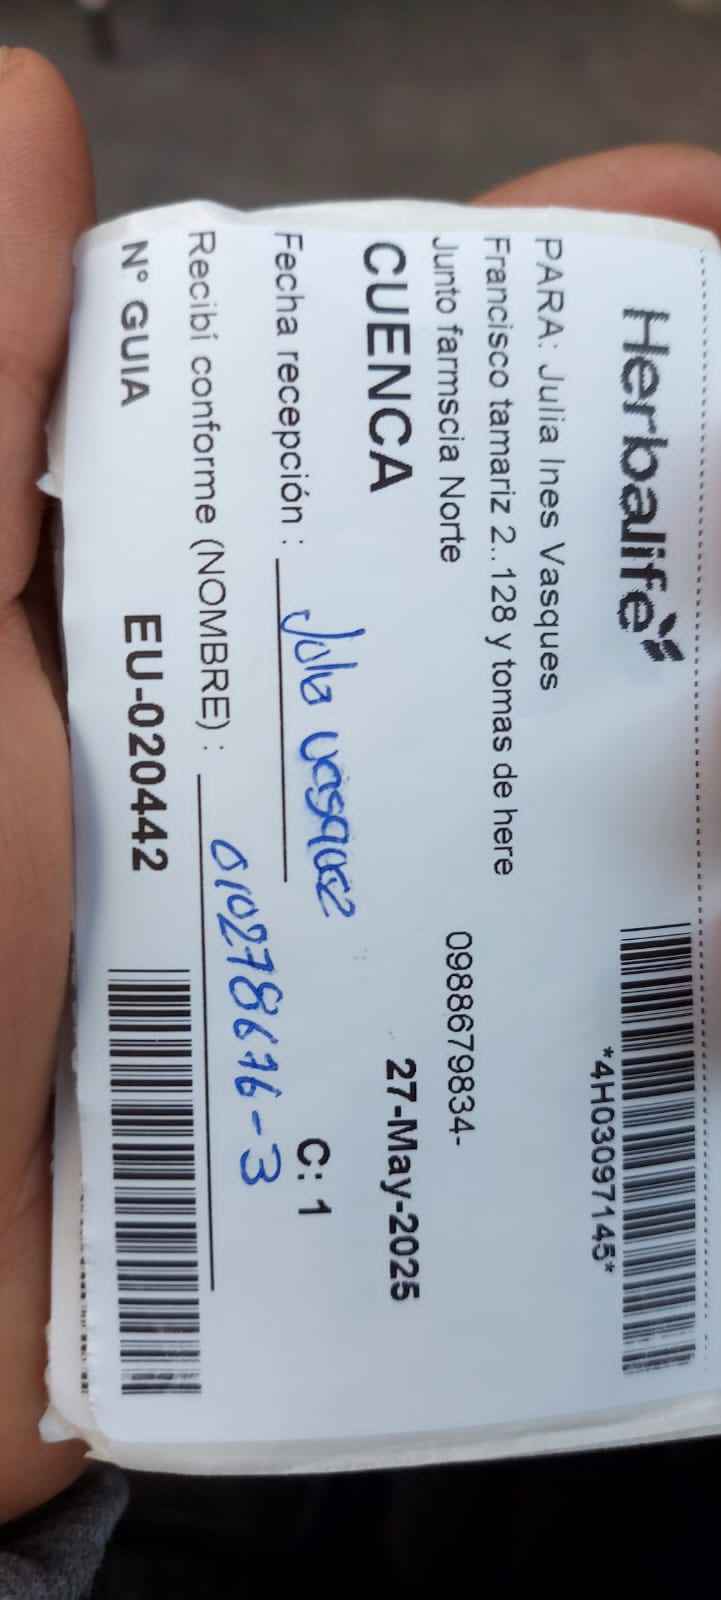 Herbalife
*4H03097145*
PARA: Julia Ines Vasques
Francisco tamariz 2..128 y tomas de here
Junto farmscia Norte 0988679834-
CUENCA 27-May-2025
Fecha recepción : Julia vasquez C: 1
Recibí conforme (NOMBRE) : 010278616-3
N° GUIA EU-020442